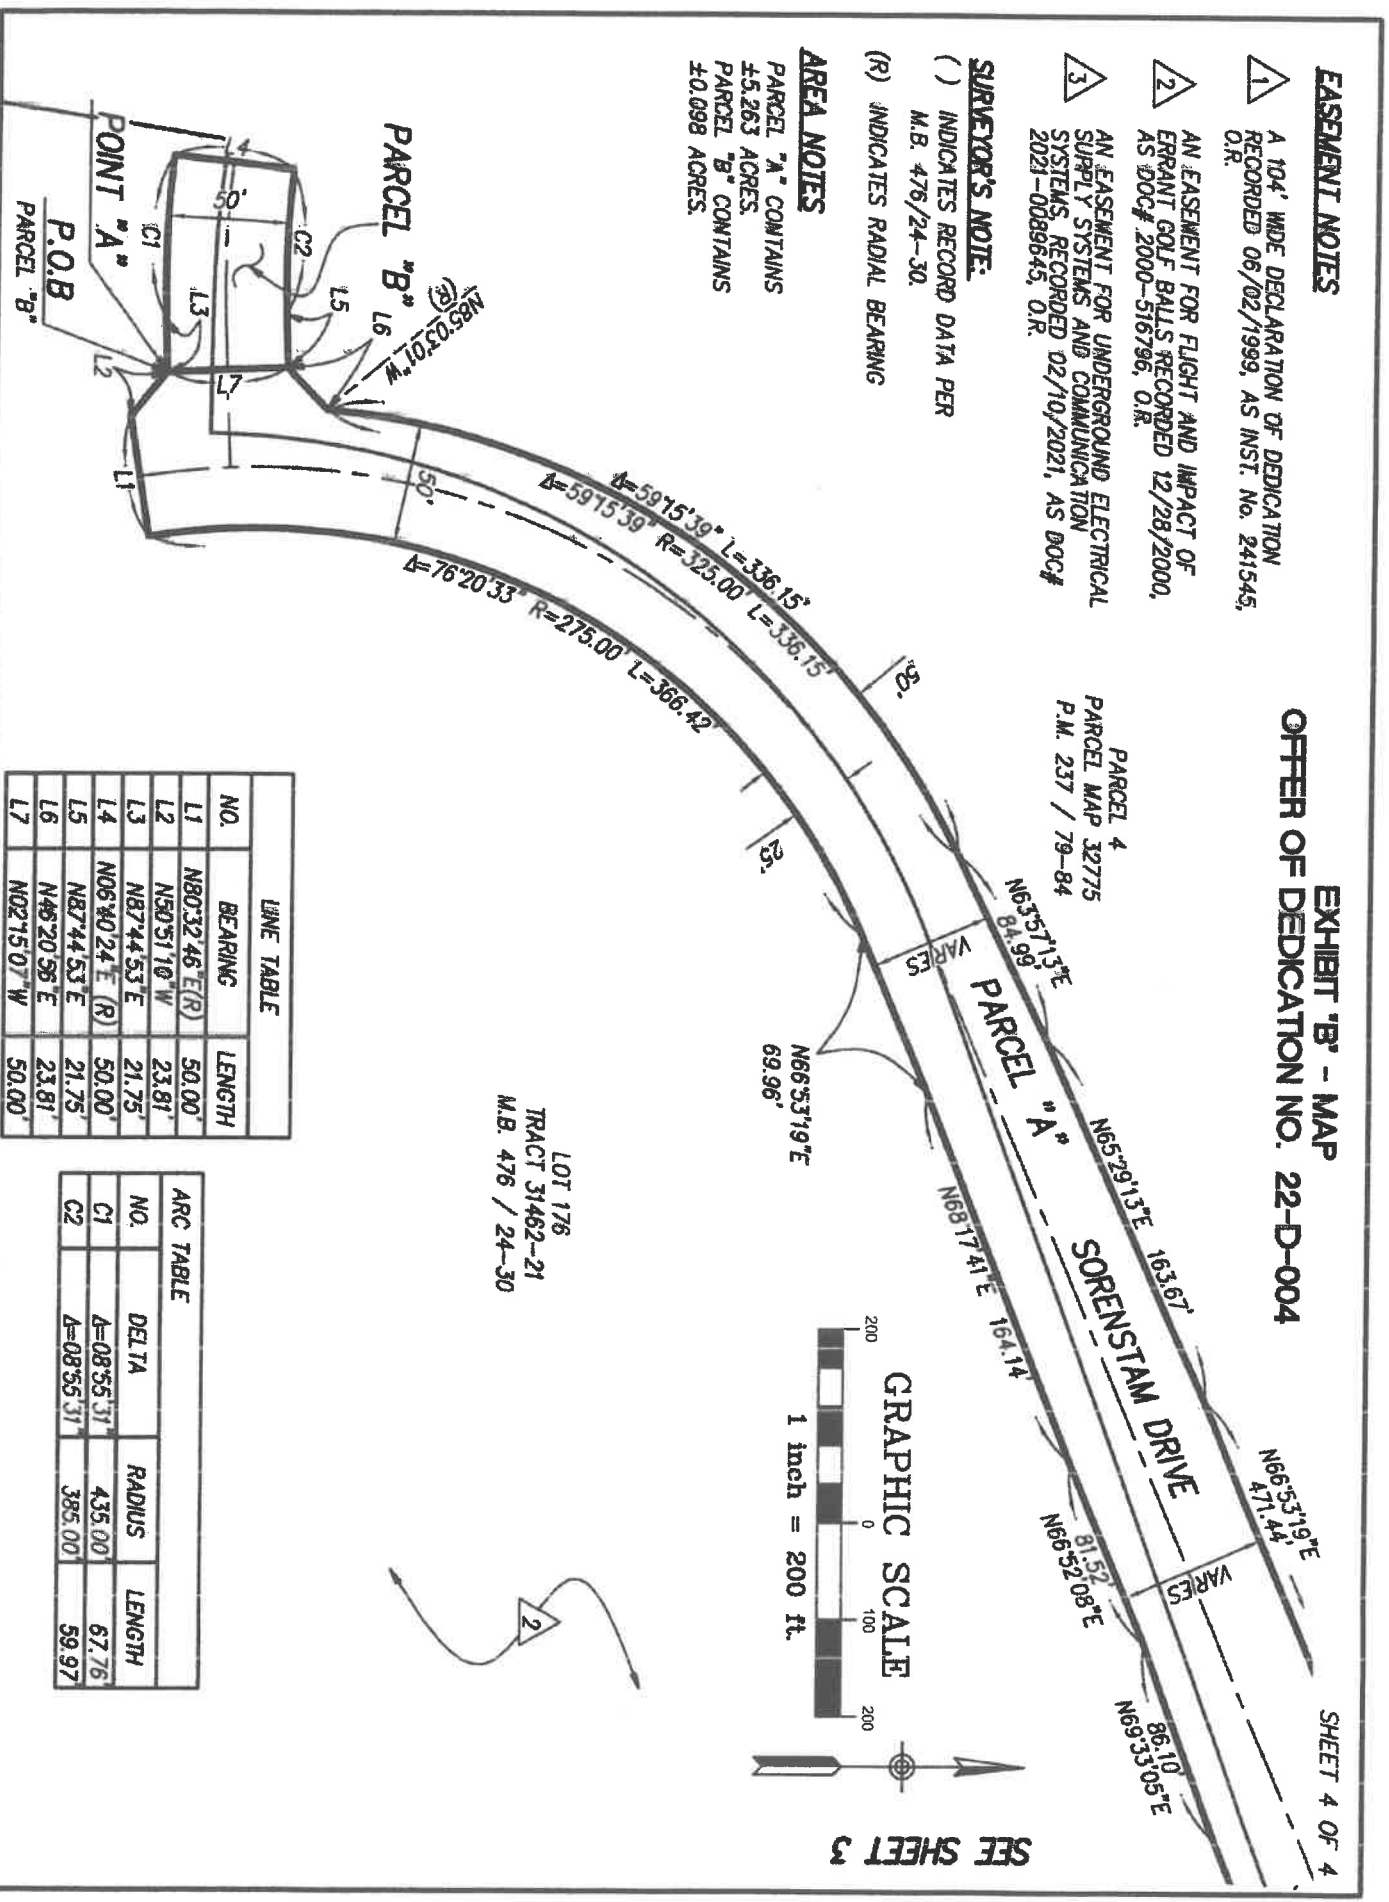 EXHIBIT "B" - MAP
OFFER OF DEDICATION NO. 22-D-004
SHEET 4 OF 4
EASEMENT NOTES
1
A 104' WIDE DECLARATION OF DEDICATION
RECORDED 06/02/1999, AS INST. No. 241545,
O.R.
2
AN EASEMENT FOR FLIGHT AND IMPACT OF
ERRANT GOLF BALLS RECORDED 12/28/2000,
AS DOC# 2000-516796, O.R.
3
AN EASEMENT FOR UNDERGROUND ELECTRICAL
SUPPLY SYSTEMS AND COMMUNICATION
SYSTEMS, RECORDED 02/10/2021, AS DOC#
2021-0089645, O.R.
SURVEYOR'S NOTE:
( ) INDICATES RECORD DATA PER
M.B. 476/24-30.
(R) INDICATES RADIAL BEARING
AREA NOTES
PARCEL "A" CONTAINS
±5.263 ACRES.
PARCEL "B" CONTAINS
±0.098 ACRES.
PARCEL 4
PARCEL MAP 32775
P.M. 237 / 79-84
N63°57'13"E
84.99'
N65°29'13"E 163.67'
N66°53'19"E
471.44'
VARIES
PARCEL "A"
SORENSTAM DRIVE
VARIES
N66°53'19"E
69.96'
N68°17'41"E 164.14'
81.52'
N66°52'08"E
86.10'
N69°33'05"E
SEE SHEET 3
50'
25'
Δ=59°15'39" L=336.15'
Δ=59°15'39" R=325.00' L=336.15'
Δ=76°20'33" R=275.00' L=366.42'
50'
N85°03'01"W
(R)
PARCEL "B"
L6
L5
C2
L4
50'
L3
C1
L7
L2
L1
POINT "A"
P.O.B
PARCEL "B"
LOT 176
TRACT 31462-21
M.B. 476 / 24-30
GRAPHIC SCALE
200 0 100 200
1 inch = 200 ft.
2
LINE TABLE
NO. BEARING LENGTH
L1 N80°32'46"E(R) 50.00'
L2 N50°51'10"W 23.81'
L3 N87°44'53"E 21.75'
L4 N06°40'24"E (R) 50.00'
L5 N87°44'53"E 21.75'
L6 N46°20'56"E 23.81'
L7 N02°15'07"W 50.00'
ARC TABLE
NO. DELTA RADIUS LENGTH
C1 Δ=08°55'31" 435.00' 67.76'
C2 Δ=08°55'31" 385.00' 59.97'